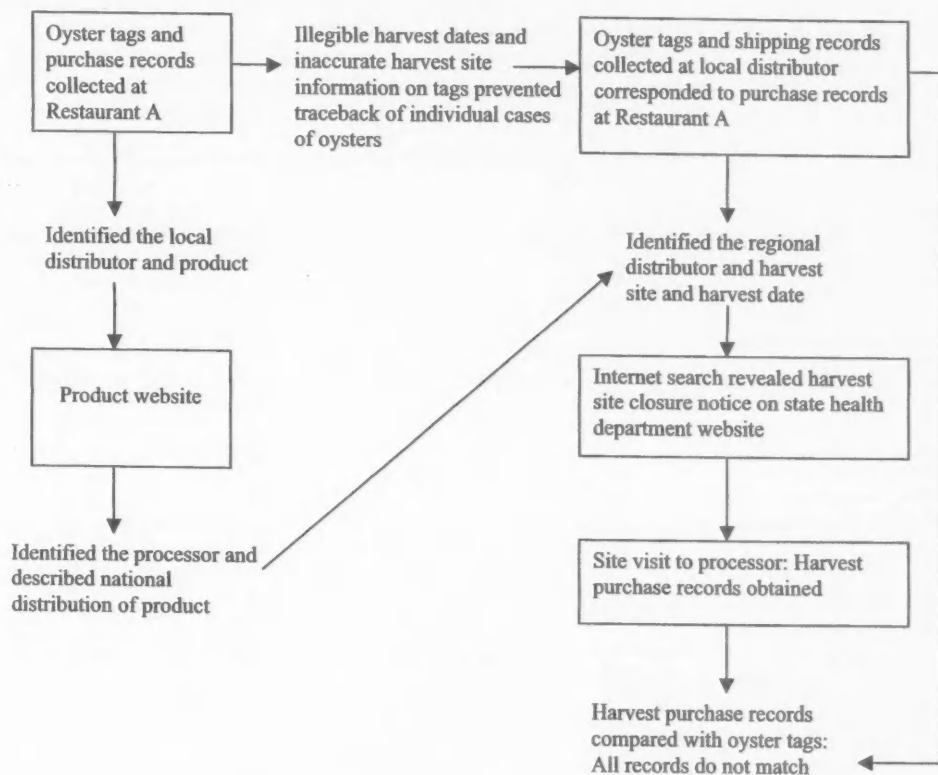 Oyster tags and
purchase records
collected at
Restaurant A
Illegible harvest dates and
inaccurate harvest site
information on tags prevented
traceback of individual cases
of oysters
Oyster tags and shipping records
collected at local distributor
corresponded to purchase records
at Restaurant A
Identified the local
distributor and product
Identified the regional
distributor and harvest
site and harvest date
Product website
Internet search revealed harvest
site closure notice on state health
department website
Identified the processor and
described national
distribution of product
Site visit to processor: Harvest
purchase records obtained
Harvest purchase records
compared with oyster tags:
All records do not match